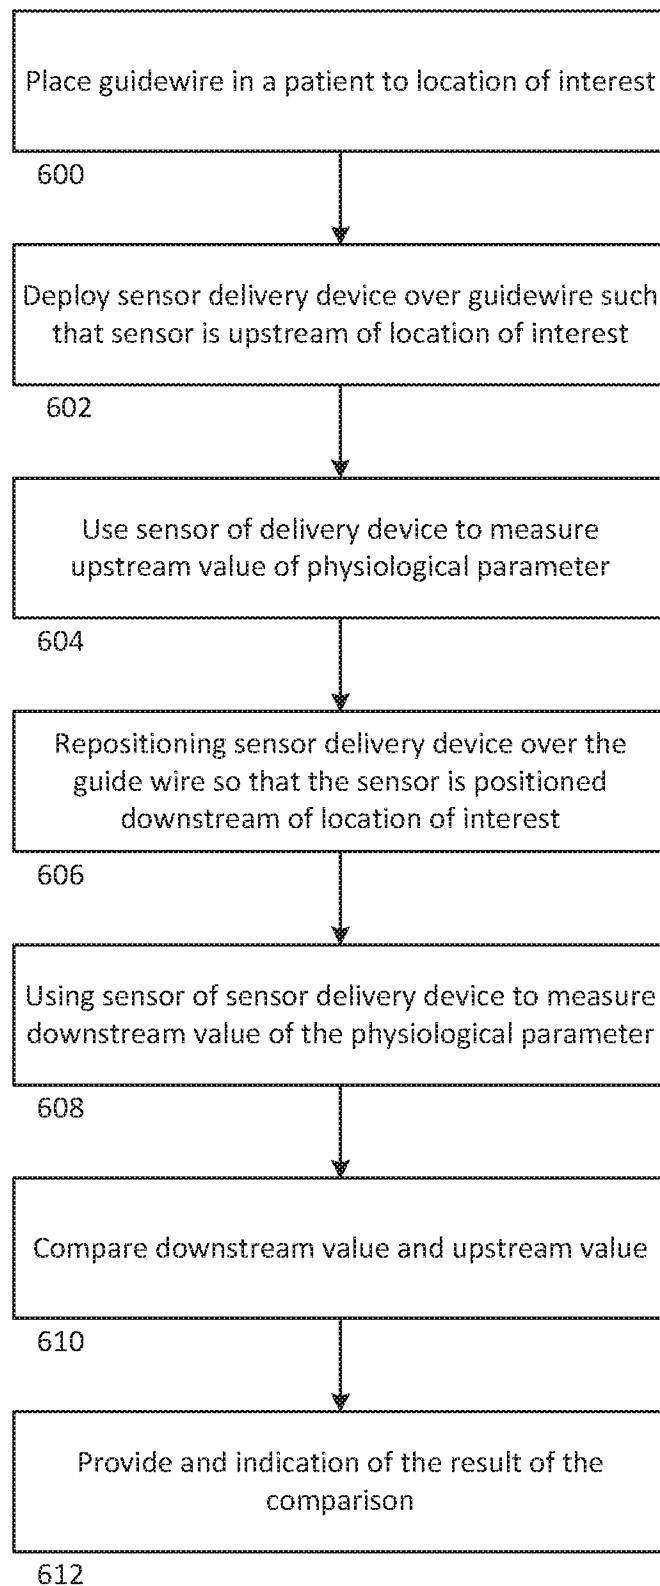 Place guidewire in a patient to location of interest
600
Deploy sensor delivery device over guidewire such
that sensor is upstream of location of interest
602
Use sensor of delivery device to measure
upstream value of physiological parameter
604
Repositioning sensor delivery device over the
guide wire so that the sensor is positioned
downstream of location of interest
606
Using sensor of sensor delivery device to measure
downstream value of the physiological parameter
608
Compare downstream value and upstream value
610
Provide and indication of the result of the
comparison
612